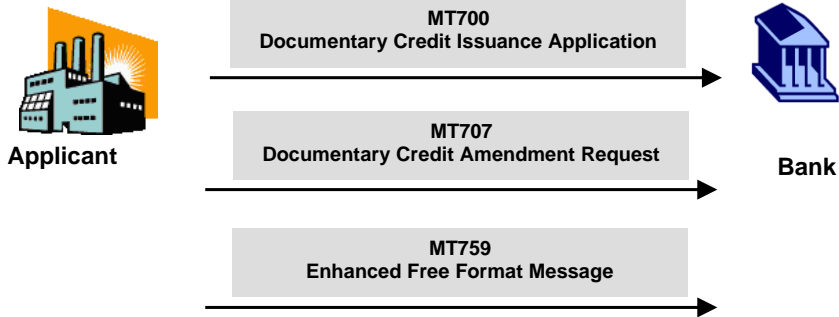 MT700
Documentary Credit Issuance Application
Applicant
MT707
Documentary Credit Amendment Request
Bank
MT759
Enhanced Free Format Message